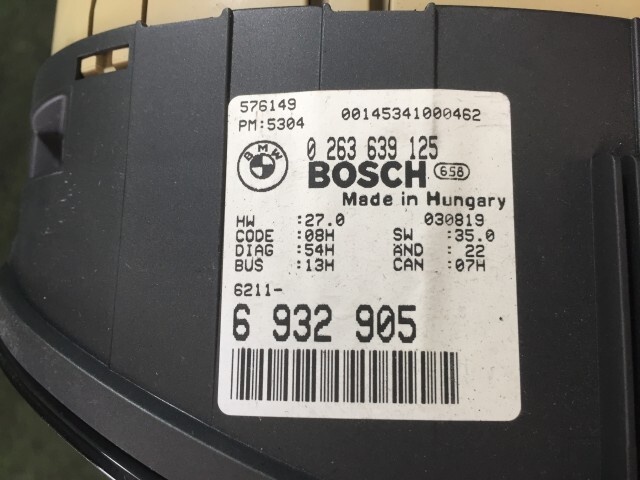 576149 00145341000462
PM:5304
BMW
0 263 639 125
BOSCH 658
Made in Hungary
HW :27.0 030819
CODE :08H SW :35.0
DIAG :54H AND : 22
BUS :13H CAN :07H
6211-
6 932 905